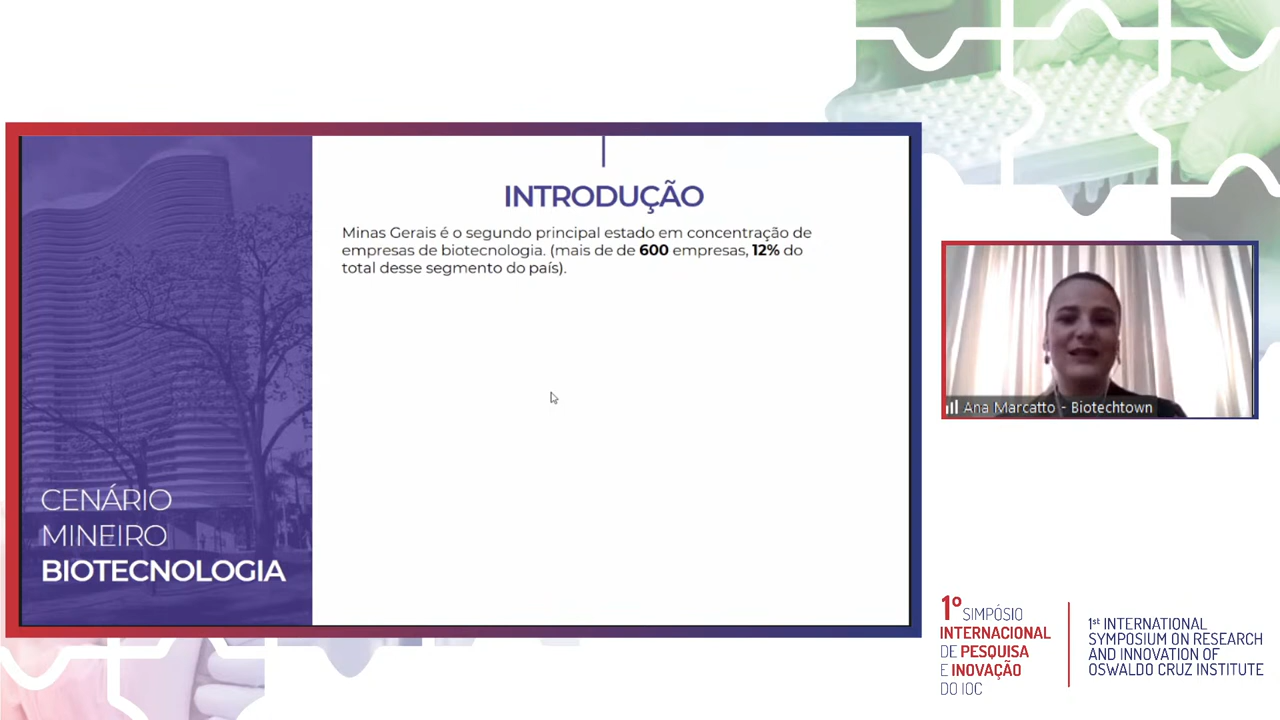 INTRODUÇÃO
Minas Gerais é o segundo principal estado em concentração de
empresas de biotecnologia. (mais de de 600 empresas, 12% do
total desse segmento do país).
CENÁRIO
MINEIRO
BIOTECNOLOGIA
Ana Marcatto - Biotechtown
1º SIMPÓSIO
INTERNACIONAL
DE PESQUISA
E INOVAÇÃO
DO IOC
1st INTERNATIONAL
SYMPOSIUM ON RESEARCH
AND INNOVATION OF
OSWALDO CRUZ INSTITUTE